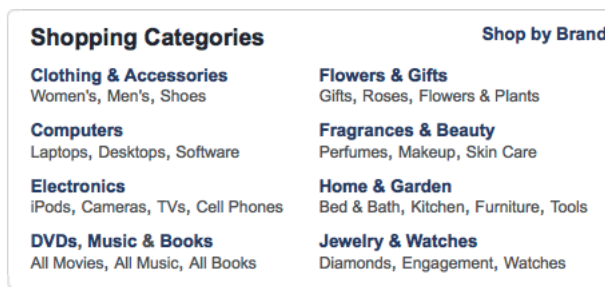 Shopping Categories
Shop by Brand
Clothing & Accessories
Women's, Men's, Shoes
Computers
Laptops, Desktops, Software
Electronics
iPods, Cameras, TVs, Cell Phones
DVDs, Music & Books
All Movies, All Music, All Books
Flowers & Gifts
Gifts, Roses, Flowers & Plants
Fragrances & Beauty
Perfumes, Makeup, Skin Care
Home & Garden
Bed & Bath, Kitchen, Furniture, Tools
Jewelry & Watches
Diamonds, Engagement, Watches